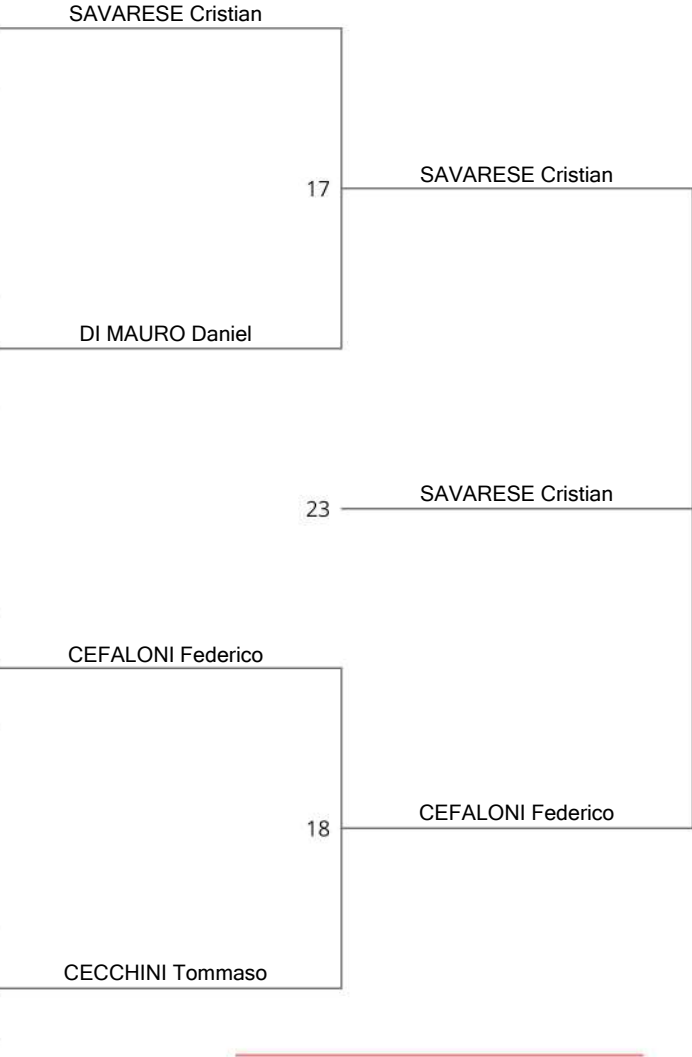 SAVARESE Cristian
17
SAVARESE Cristian
DI MAURO Daniel
23
SAVARESE Cristian
CEFALONI Federico
18
CEFALONI Federico
CECCHINI Tommaso